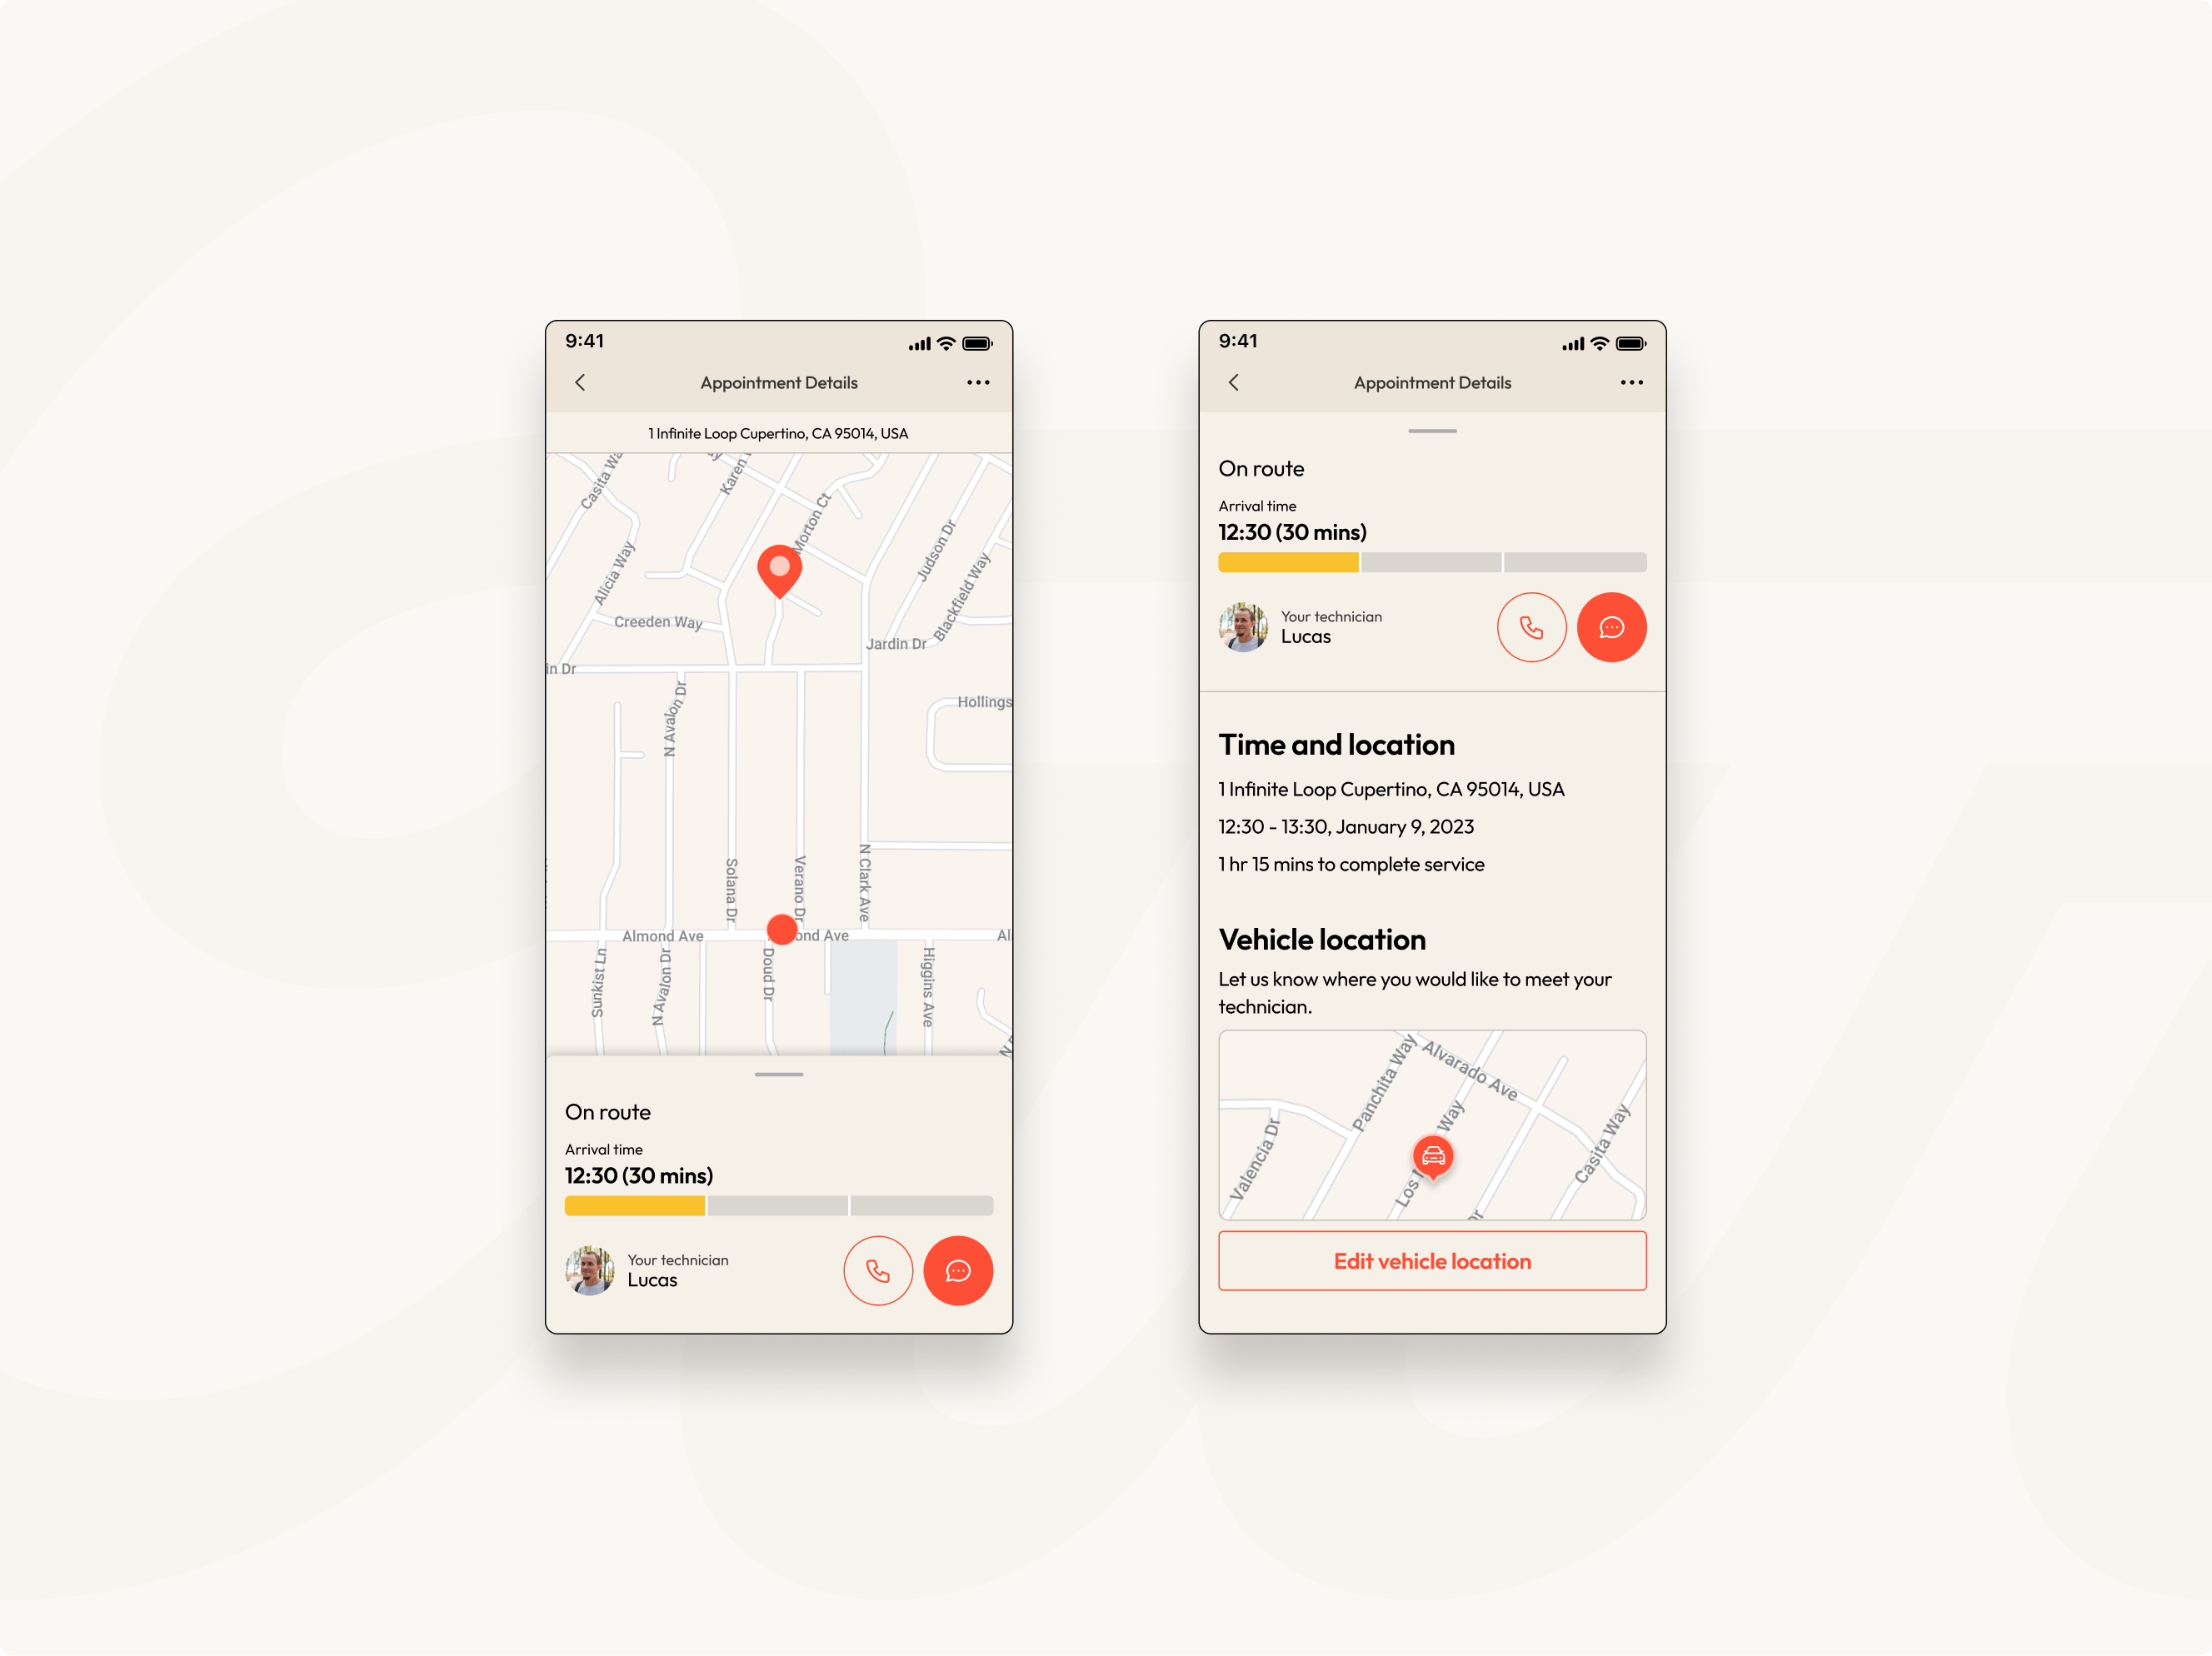 9:41
Appointment Details
1 Infinite Loop Cupertino, CA 95014, USA
Casita
Karen
Morton Ct
Judson Dr
Alicia Way
Blackfield Way
Creeden Way
Jardin Dr
in Dr
N Avalon Dr
Hollings
Solana Dr
Verano Dr
N Clark Ave
Almond Ave
ond Ave
Al
Sunkist Ln
N Avalon Dr
Doud Dr
Higgins Ave
On route
Arrival time
12:30 (30 mins)
Your technician
Lucas
9:41
Appointment Details
On route
Arrival time
12:30 (30 mins)
Your technician
Lucas
Time and location
1 Infinite Loop Cupertino, CA 95014, USA
12:30 - 13:30, January 9, 2023
1 hr 15 mins to complete service
Vehicle location
Let us know where you would like to meet your
technician.
Panchita Way
Alvarado Ave
Valencia Dr
Los
Way
Casita Way
Dr
Edit vehicle location